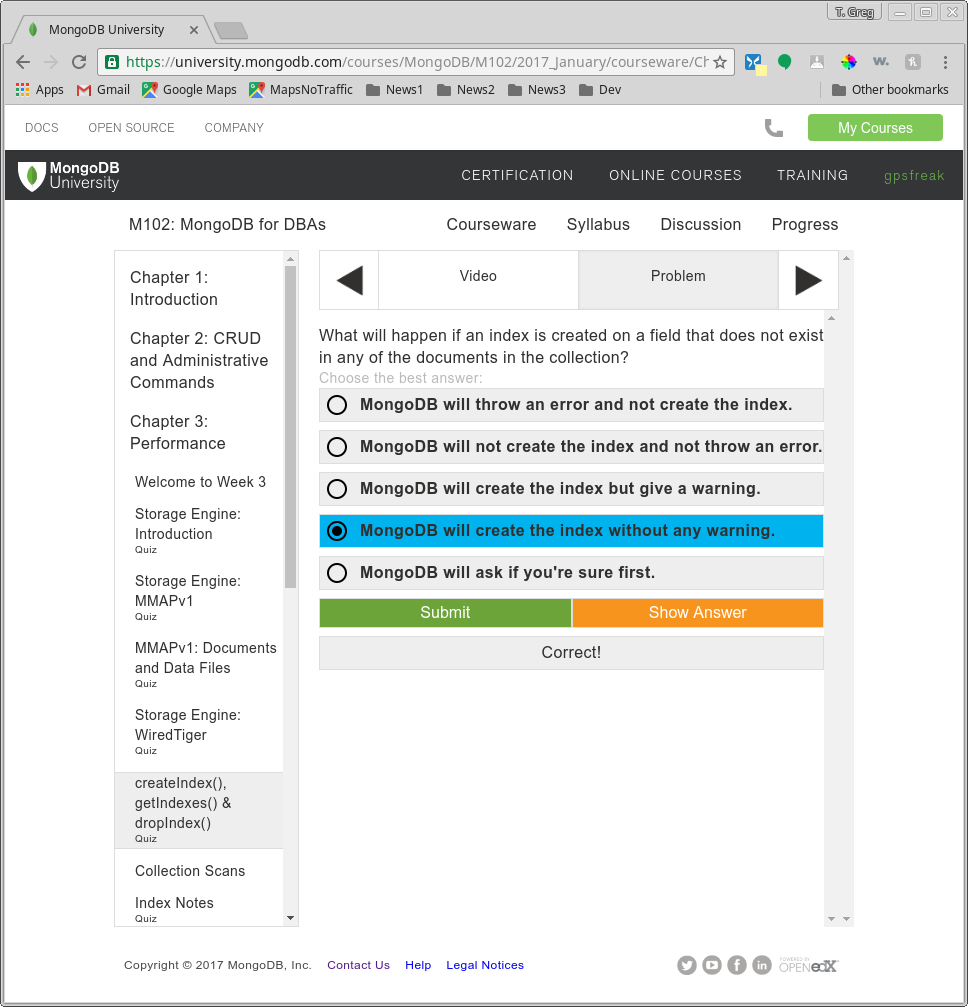 T. Greg
MongoDB University
https://university.mongodb.com/courses/MongoDB/M102/2017_January/courseware/Ch
Apps Gmail Google Maps MapsNoTraffic News1 News2 News3 Dev Other bookmarks
DOCS OPEN SOURCE COMPANY My Courses
MongoDB
University
CERTIFICATION ONLINE COURSES TRAINING gpsfreak
M102: MongoDB for DBAs Courseware Syllabus Discussion Progress
Chapter 1:
Introduction
Chapter 2: CRUD
and Administrative
Commands
Chapter 3:
Performance
Welcome to Week 3
Storage Engine:
Introduction
Quiz
Storage Engine:
MMAPv1
Quiz
MMAPv1: Documents
and Data Files
Quiz
Storage Engine:
WiredTiger
Quiz
createIndex(),
getIndexes() &
dropIndex()
Quiz
Collection Scans
Index Notes
Quiz
Video Problem
What will happen if an index is created on a field that does not exist
in any of the documents in the collection?
Choose the best answer:
MongoDB will throw an error and not create the index.
MongoDB will not create the index and not throw an error.
MongoDB will create the index but give a warning.
MongoDB will create the index without any warning.
MongoDB will ask if you're sure first.
Submit Show Answer
Correct!
Copyright © 2017 MongoDB, Inc. Contact Us Help Legal Notices
POWERED BY
OPEN edX